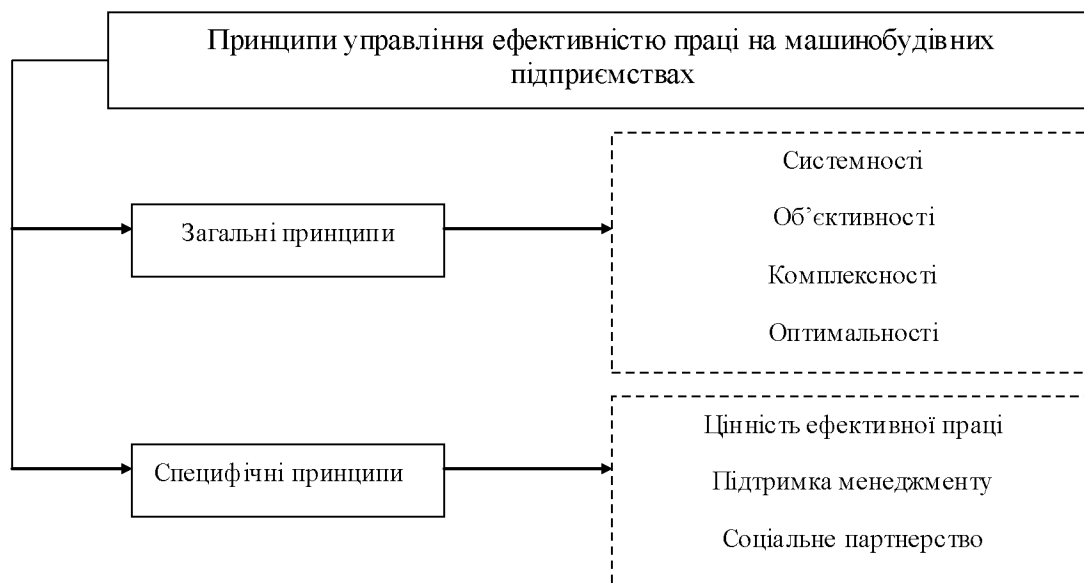 Принципи управління ефективністю праці на машинобудівних
підприємствах
Загальні принципи
Системності
Об’єктивності
Комплексності
Оптимальності
Специфічні принципи
Цінність ефективної праці
Підтримка менеджменту
Соціальне партнерство